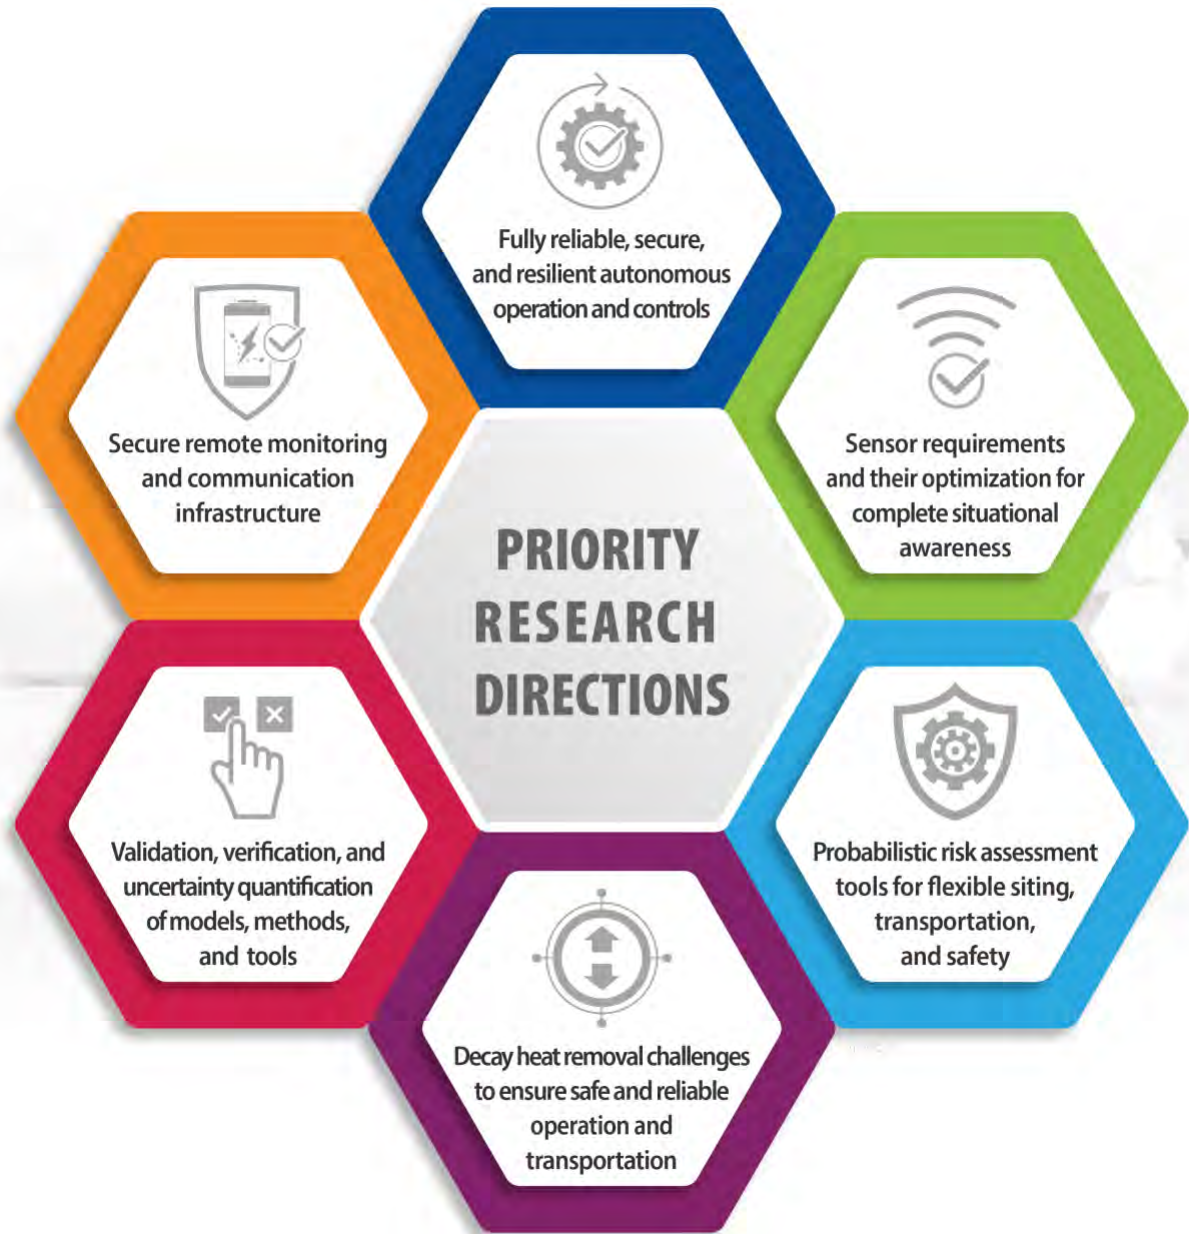 Fully reliable, secure,
and resilient autonomous
operation and controls
Secure remote monitoring
and communication
infrastructure
Sensor requirements
and their optimization for
complete situational
awareness
PRIORITY
RESEARCH
DIRECTIONS
Validation, verification, and
uncertainty quantification
of models, methods,
and tools
Probabilistic risk assessment
tools for flexible siting,
transportation,
and safety
Decay heat removal challenges
to ensure safe and reliable
operation and
transportation